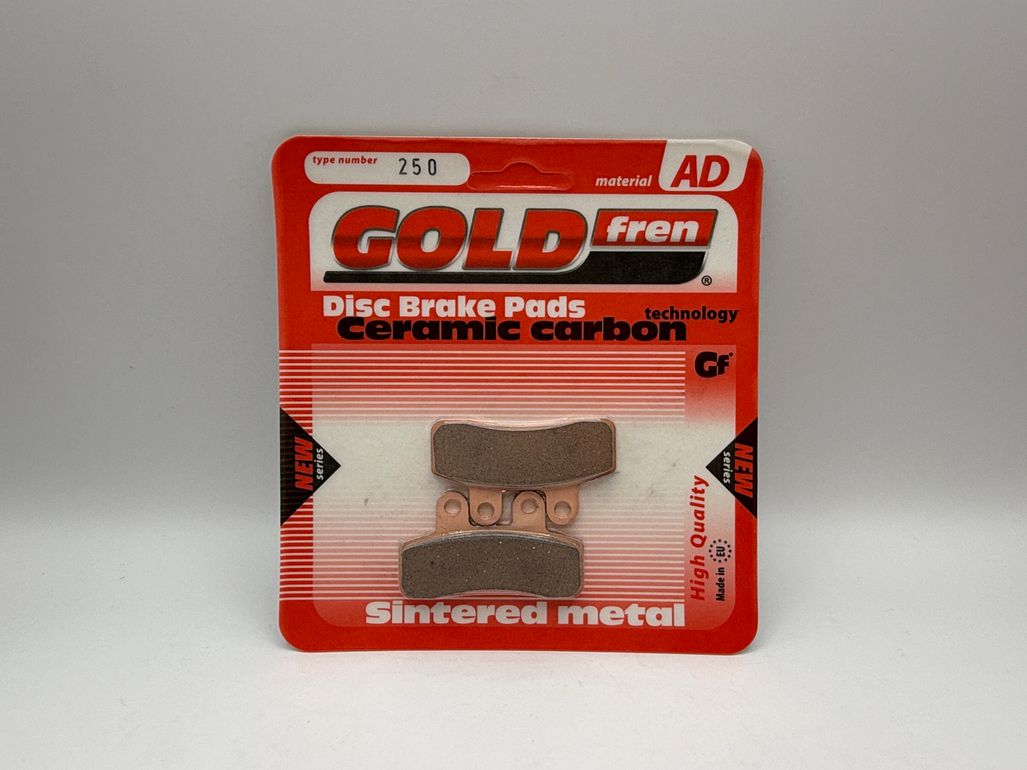 type number 250
material AD
GOLD fren ®
Disc Brake Pads
technology
Ceramic carbon
Gf
NEW series
NEW series
High Quality
Made in EU
Sintered metal